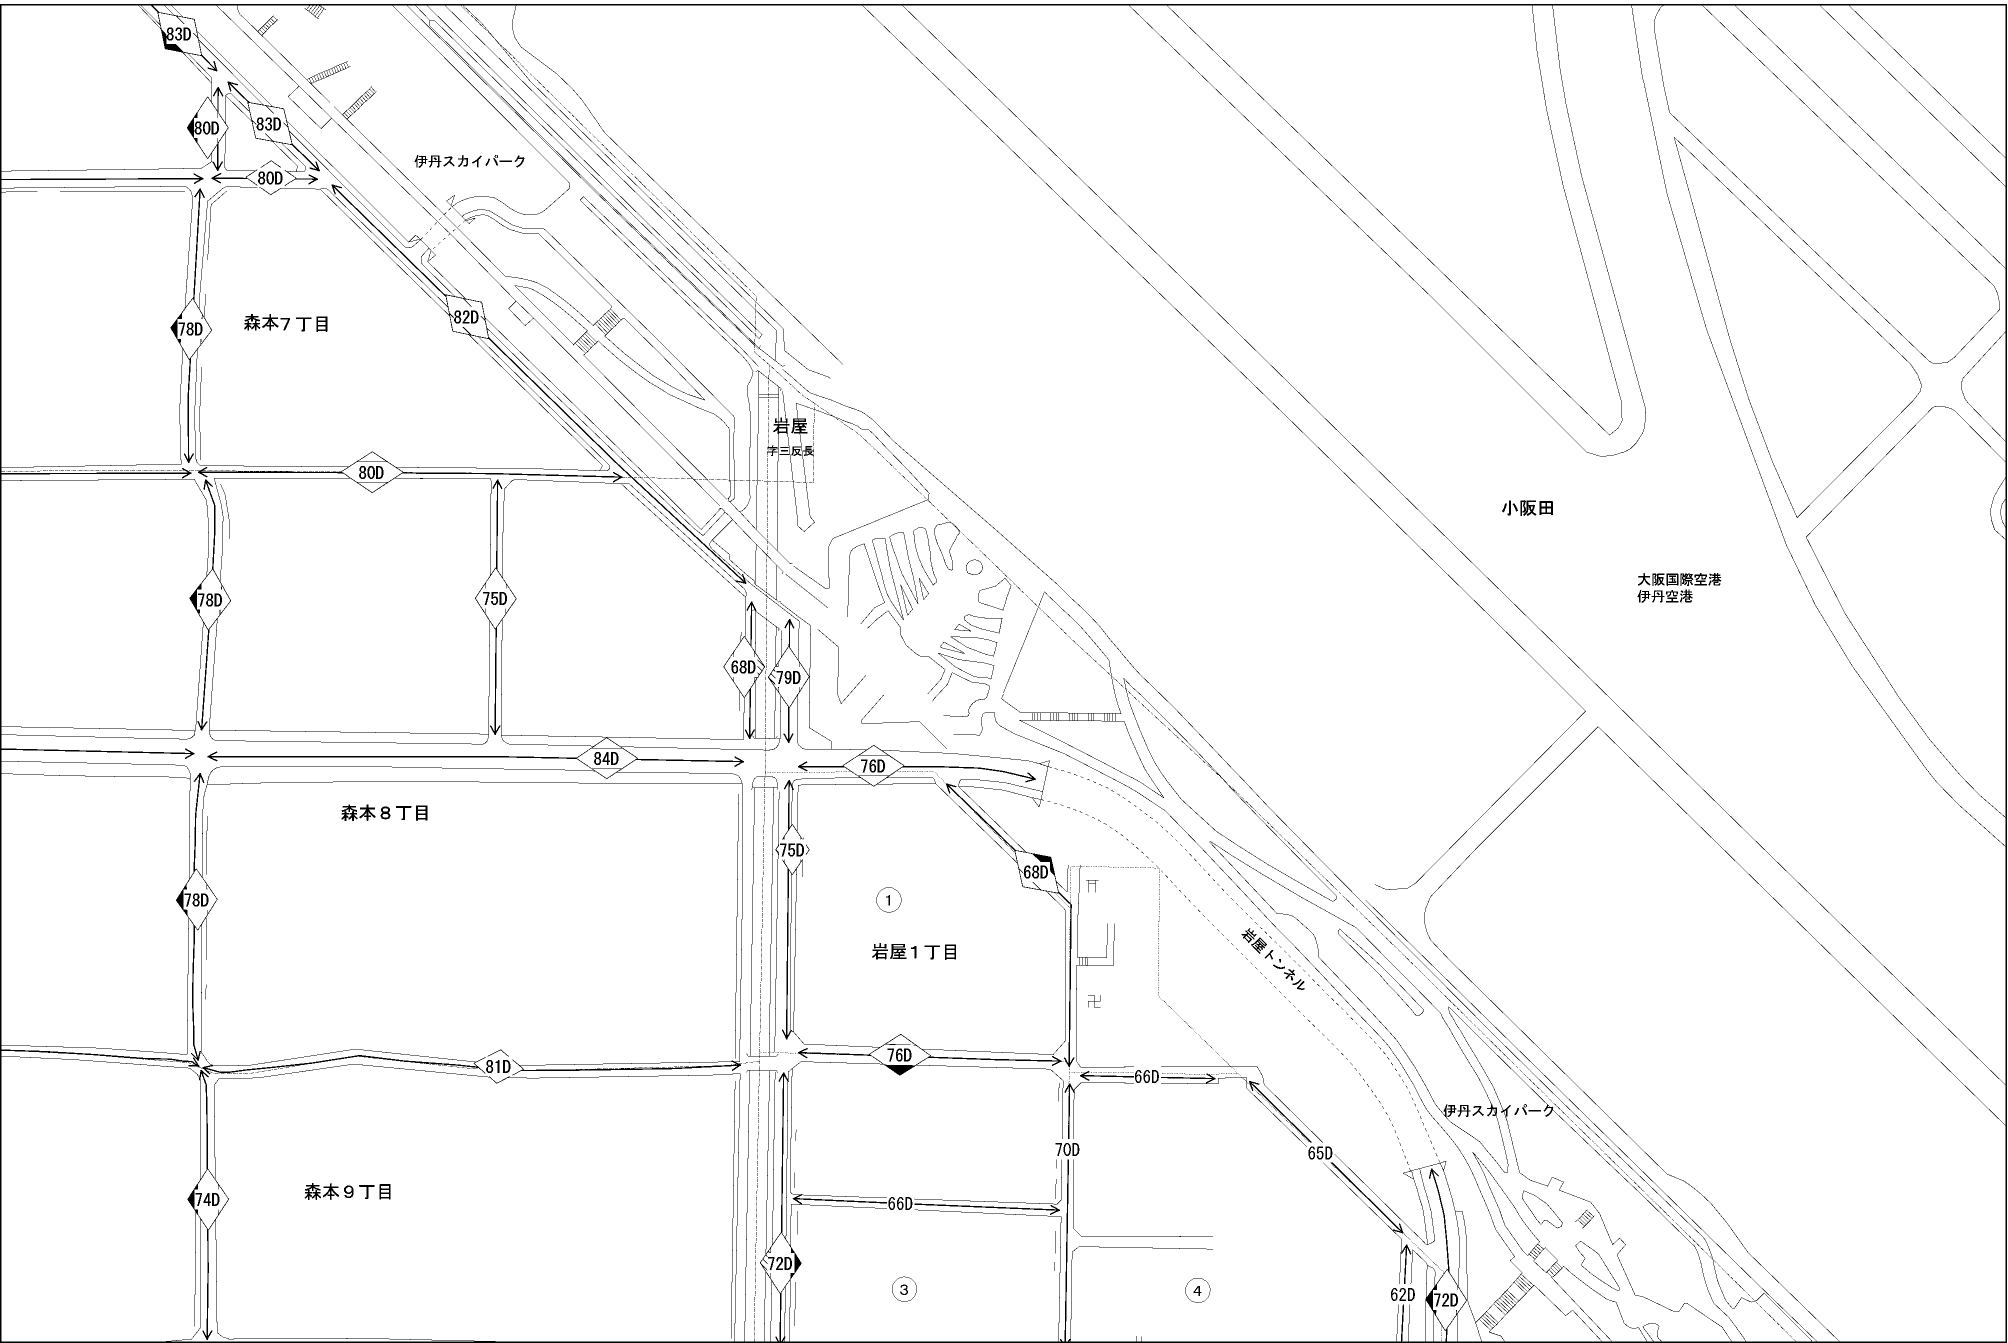 83D
80D
83D
伊丹スカイパーク
80D
82D
78D
森本7丁目
岩屋
字三反長
80D
小阪田
大阪国際空港
伊丹空港
78D
75D
68D
79D
84D
76D
森本8丁目
75D
68D
78D
1
岩屋1丁目
岩屋トンネル
76D
81D
66D
伊丹スカイパーク
70D
65D
森本9丁目
74D
66D
72D
3
4
62D
72D